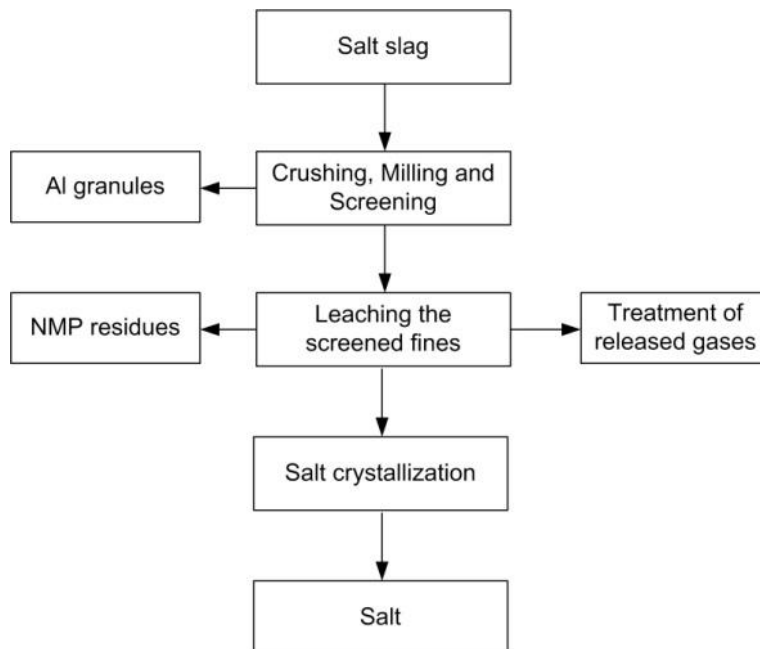 Salt slag
Al granules
Crushing, Milling and
Screening
NMP residues
Leaching the
screened fines
Treatment of
released gases
Salt crystallization
Salt